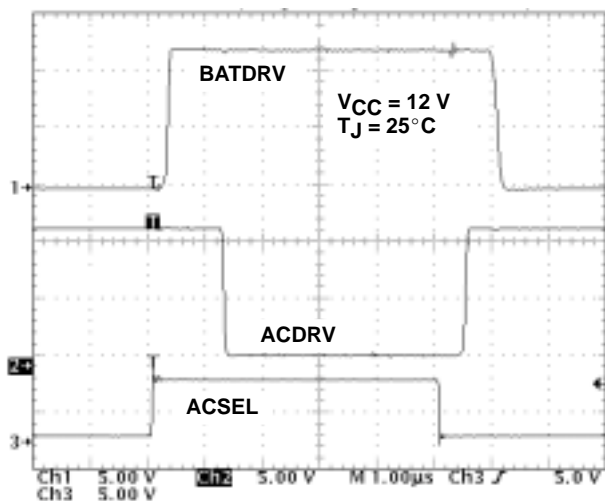 BATDRV
VCC = 12 V
TJ = 25°C
1
T
T
ACDRV
2
ACSEL
3
Ch1 5.00 V Ch2 5.00 V M 1.00µs Ch3 5.0 V
Ch3 5.00 V